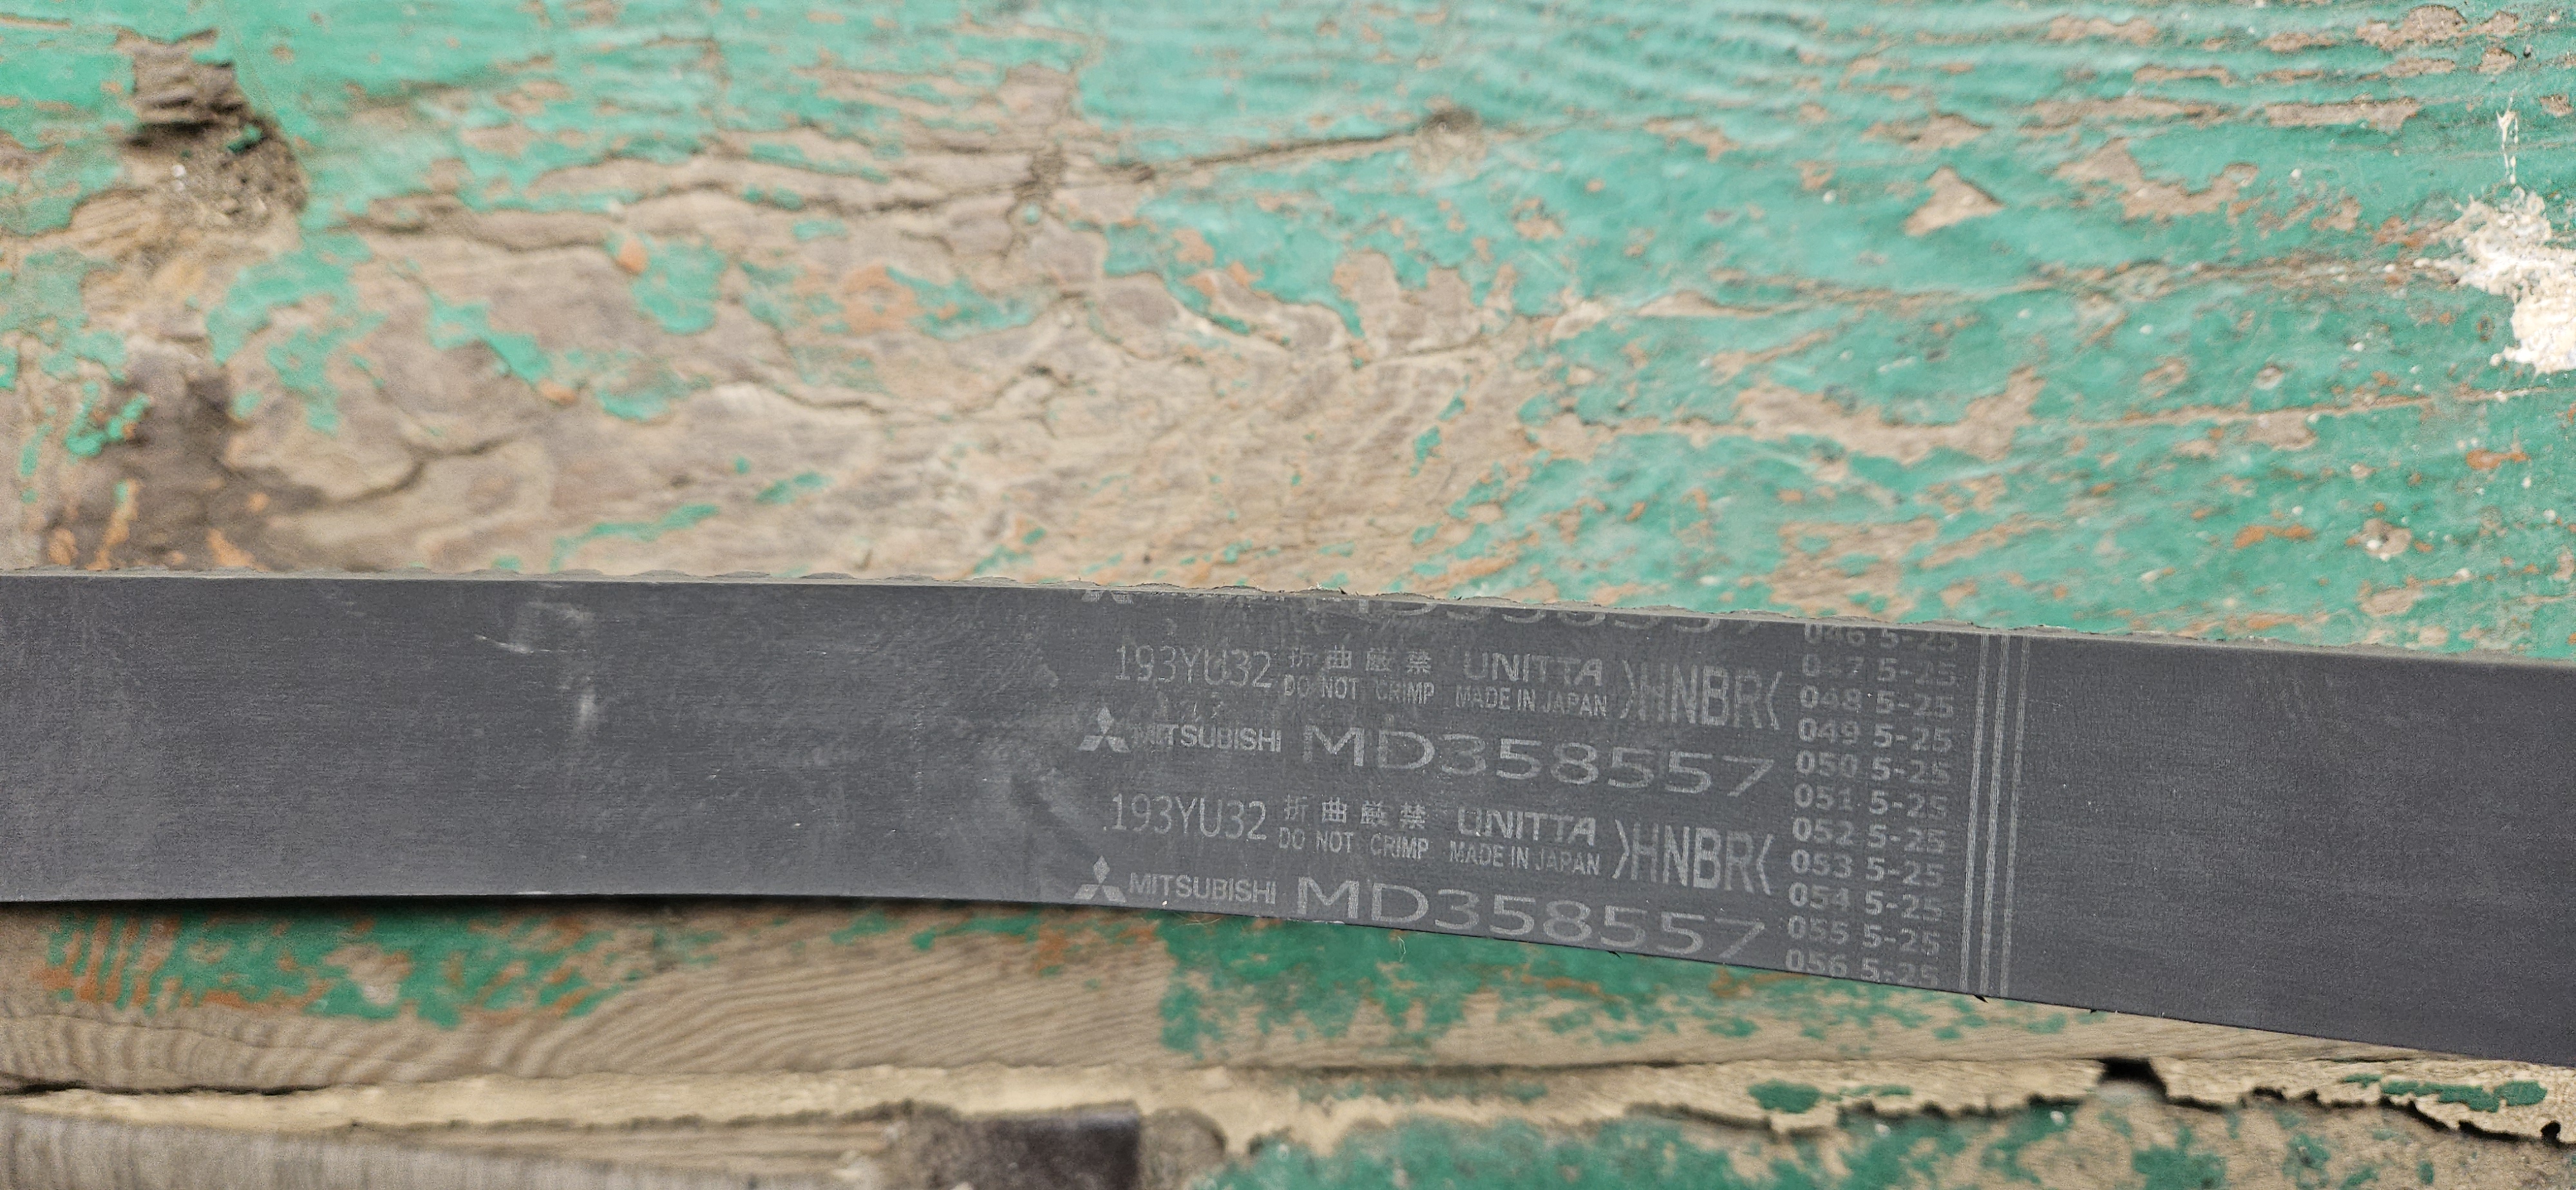 MD358557
046 5-25
193YU32 折曲厳禁 UNITTA
DO NOT CRIMP MADE IN JAPAN >HNBR<
047 5-25
048 5-25
MITSUBISHI MD358557
049 5-25
050 5-25
051 5-25
193YU32 折曲厳禁 UNITTA
DO NOT CRIMP MADE IN JAPAN >HNBR<
052 5-25
053 5-25
MITSUBISHI MD358557
054 5-25
055 5-25
056 5-25